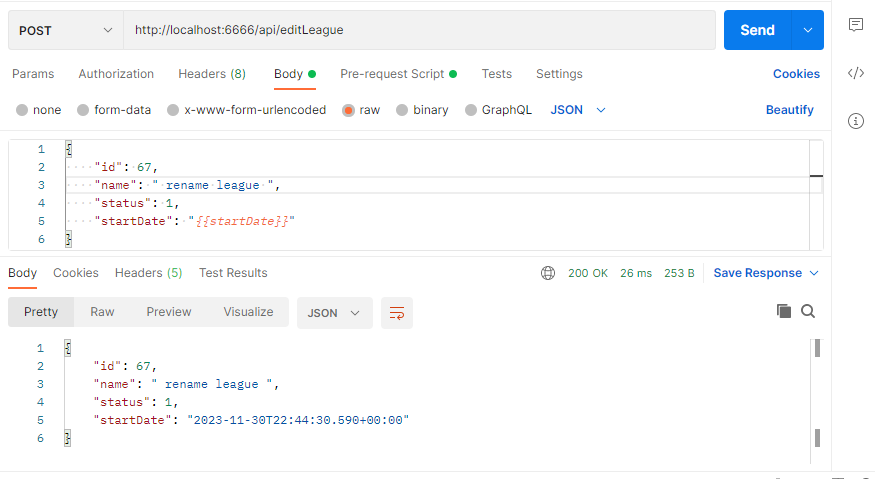 POST http://localhost:6666/api/editLeague Send
Params Authorization Headers (8) Body Pre-request Script Tests Settings Cookies
none form-data x-www-form-urlencoded raw binary GraphQL JSON Beautify
1 {
2 "id": 67,
3 "name": " rename league ",
4 "status": 1,
5 "startDate": "{{startDate}}"
6 }
Body Cookies Headers (5) Test Results 200 OK 26 ms 253 B Save Response
Pretty Raw Preview Visualize JSON
1 {
2 "id": 67,
3 "name": " rename league ",
4 "status": 1,
5 "startDate": "2023-11-30T22:44:30.590+00:00"
6 }